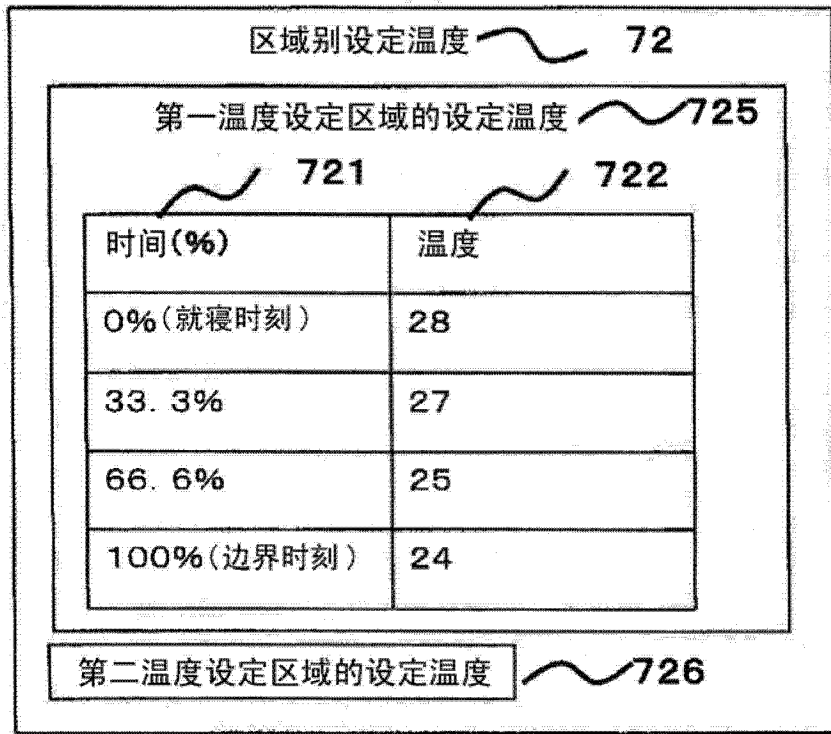 区域别设定温度 72
第一温度设定区域的设定温度 725
721 722
时间(%) 温度
0%(就寝时刻) 28
33. 3% 27
66. 6% 25
100%(边界时刻) 24
第二温度设定区域的设定温度 726